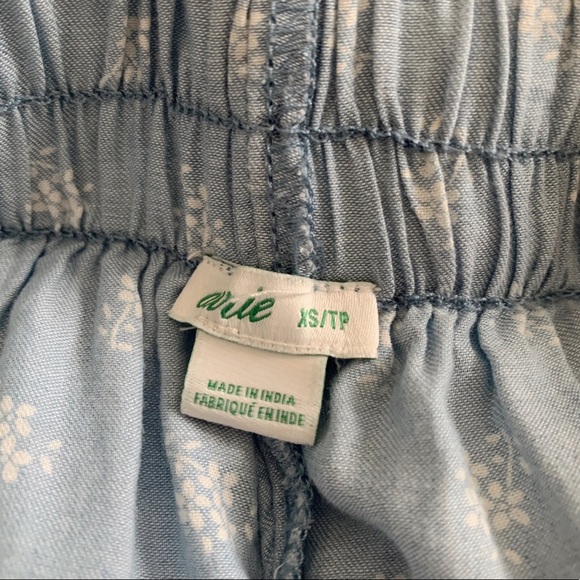 aerie XS/TP
MADE IN INDIA
FABRIQUÉ EN INDE